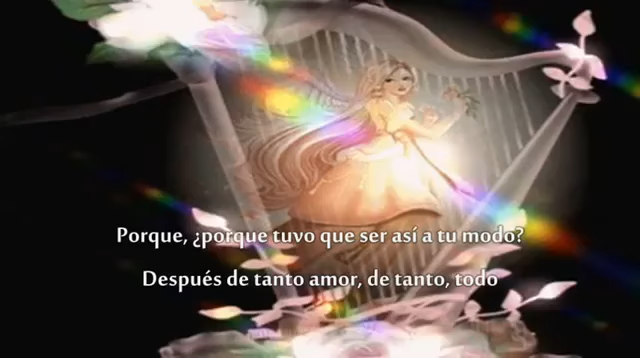 Porque, ¿porque tuvo que ser así a tu modo?
Después de tanto amor, de tanto, todo